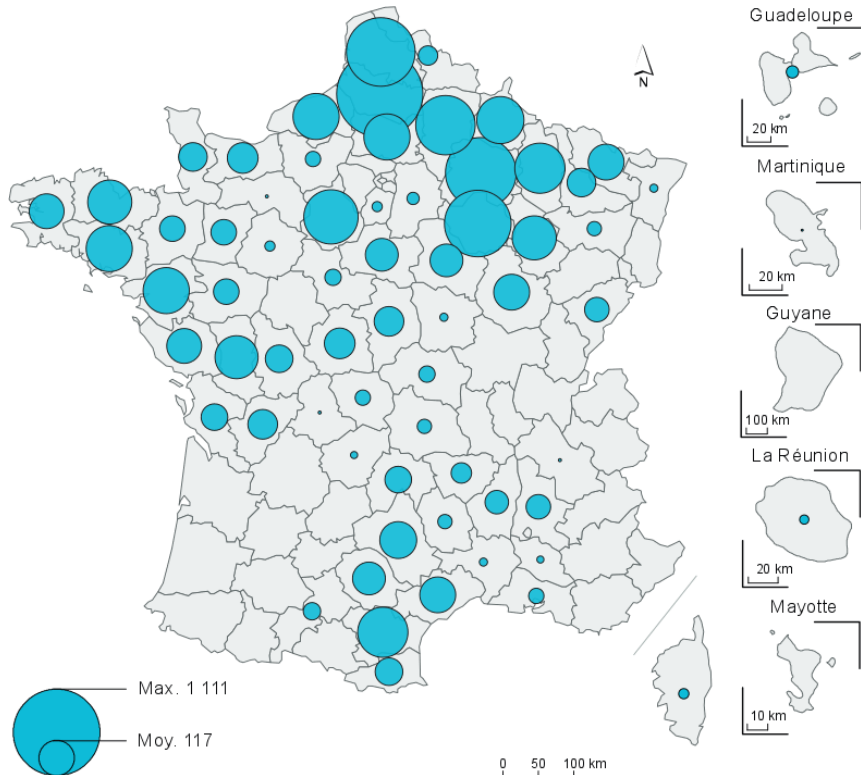 Guadeloupe
N
20 km
Martinique
20 km
Guyane
100 km
La Réunion
20 km
Mayotte
10 km
Max. 1 111
Moy. 117
0 50 100 km